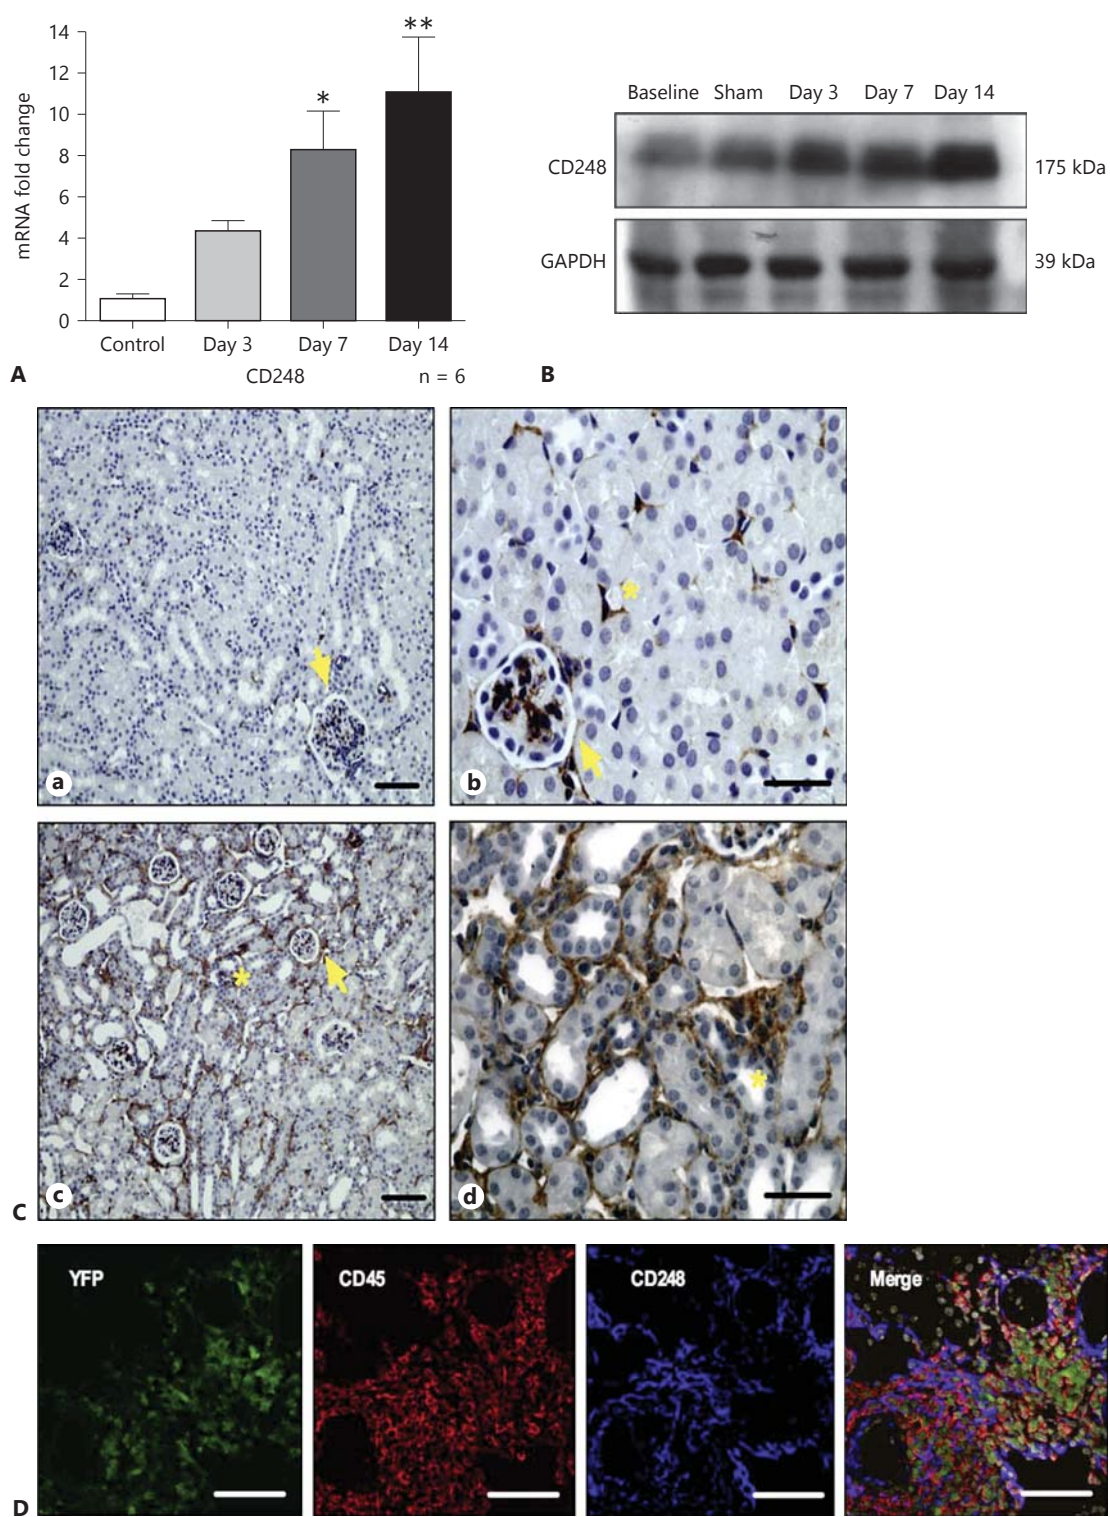 14
12
10
8
6
4
2
0
mRNA fold change
*
**
Control Day 3 Day 7 Day 14
CD248 n = 6
A
Baseline Sham Day 3 Day 7 Day 14
CD248 175 kDa
GAPDH 39 kDa
B
*
a b
*
*
c d
C
YFP CD45 CD248 Merge
D